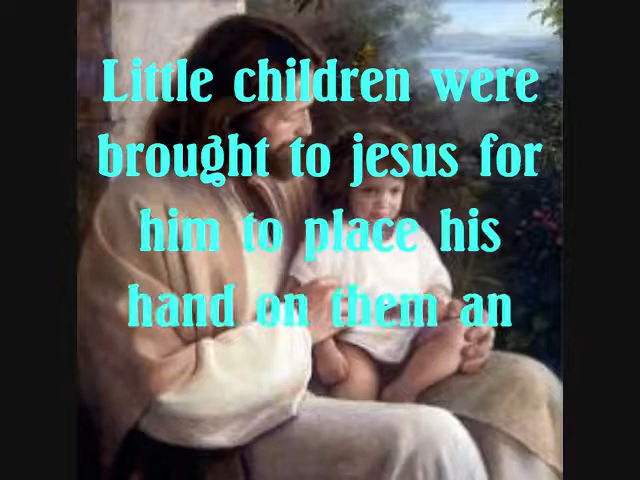 Little children were
brought to jesus for
him to place his
hand on them an